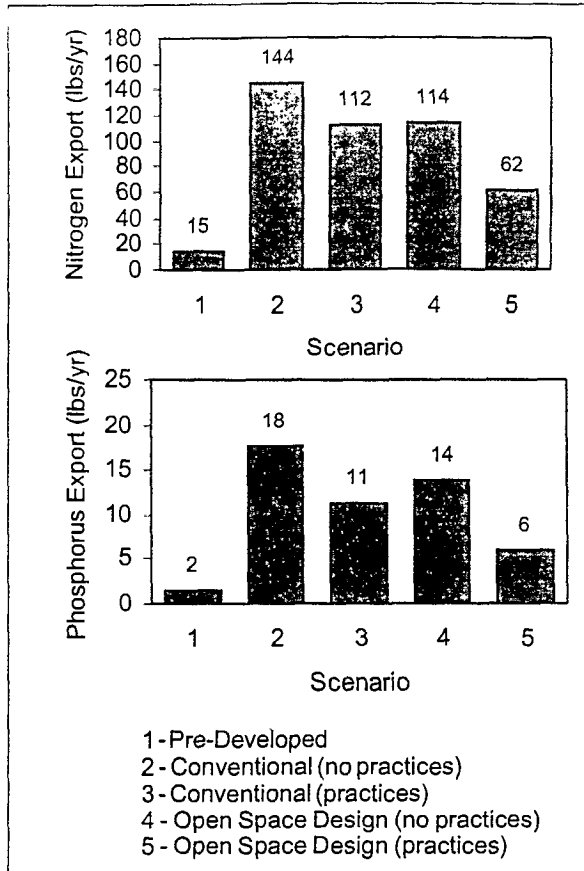 Nitrogen Export (lbs/yr)
180
160
140
120
100
80
60
40
20
0
15
144
112
114
62
1 2 3 4 5
Scenario
Phosphorus Export (lbs/yr)
25
20
15
10
5
0
2
18
11
14
6
1 2 3 4 5
Scenario
1 - Pre-Developed
2 - Conventional (no practices)
3 - Conventional (practices)
4 - Open Space Design (no practices)
5 - Open Space Design (practices)